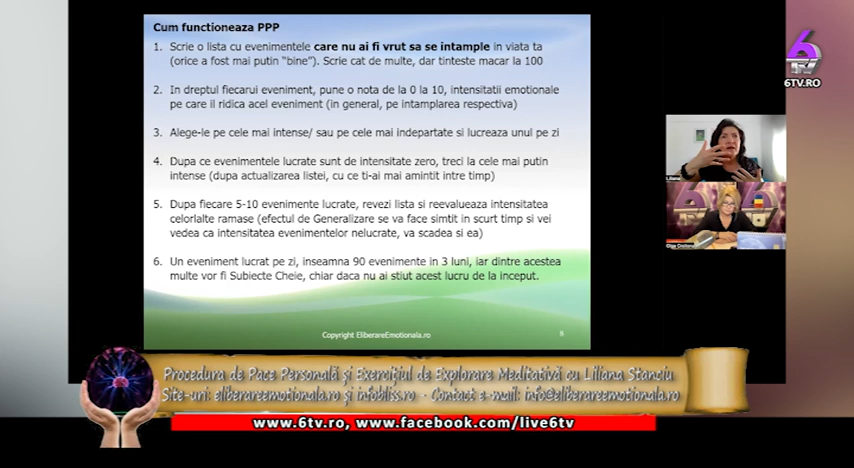 Cum functioneaza PPP
1. Scrie o lista cu evenimentele care nu ai fi vrut sa se intample in viata ta
(orice a fost mai putin "bine"). Scrie cat de multe, dar tinteste macar la 100
2. In dreptul fiecarui eveniment, pune o nota de la 0 la 10, intensitatii emotionale
pe care il ridica acel eveniment (in general, pe intamplarea respectiva)
3. Alege-le pe cele mai intense/ sau pe cele mai indepartate si lucreaza unul pe zi
4. Dupa ce evenimentele lucrate sunt de intensitate zero, treci la cele mai putin
intense (dupa actualizarea listei, cu ce ti-ai mai amintit intre timp)
5. Dupa fiecare 5-10 evenimente lucrate, revezi lista si reevalueaza intensitatea
celorlalte ramase (efectul de Generalizare se va face simtit in scurt timp si vei
vedea ca intensitatea evenimentelor nelucrate, va scadea si ea)
6. Un eveniment lucrat pe zi, inseamna 90 evenimente in 3 luni, iar dintre acestea
multe vor fi Subiecte Cheie, chiar daca nu ai stiut acest lucru de la inceput.
Copyright EliberareEmotionala.ro
8
6TV
6TV.RO
Procedura de Pace Personală și Exercițiul de Explorare Meditativă cu Liliana Stanciu
Site-uri: eliberareemotionala.ro și infobliss.ro - Contact e-mail: info@eliberareemotionala.ro
www.6tv.ro, www.facebook.com/live6tv